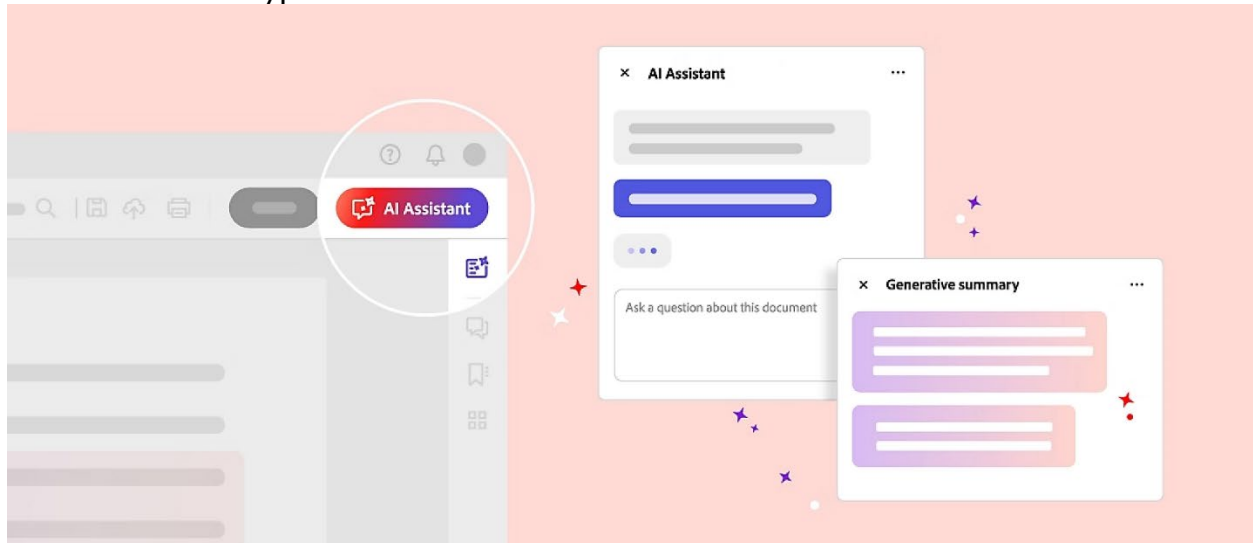 AI Assistant
× AI Assistant ...
Ask a question about this document
× Generative summary ...